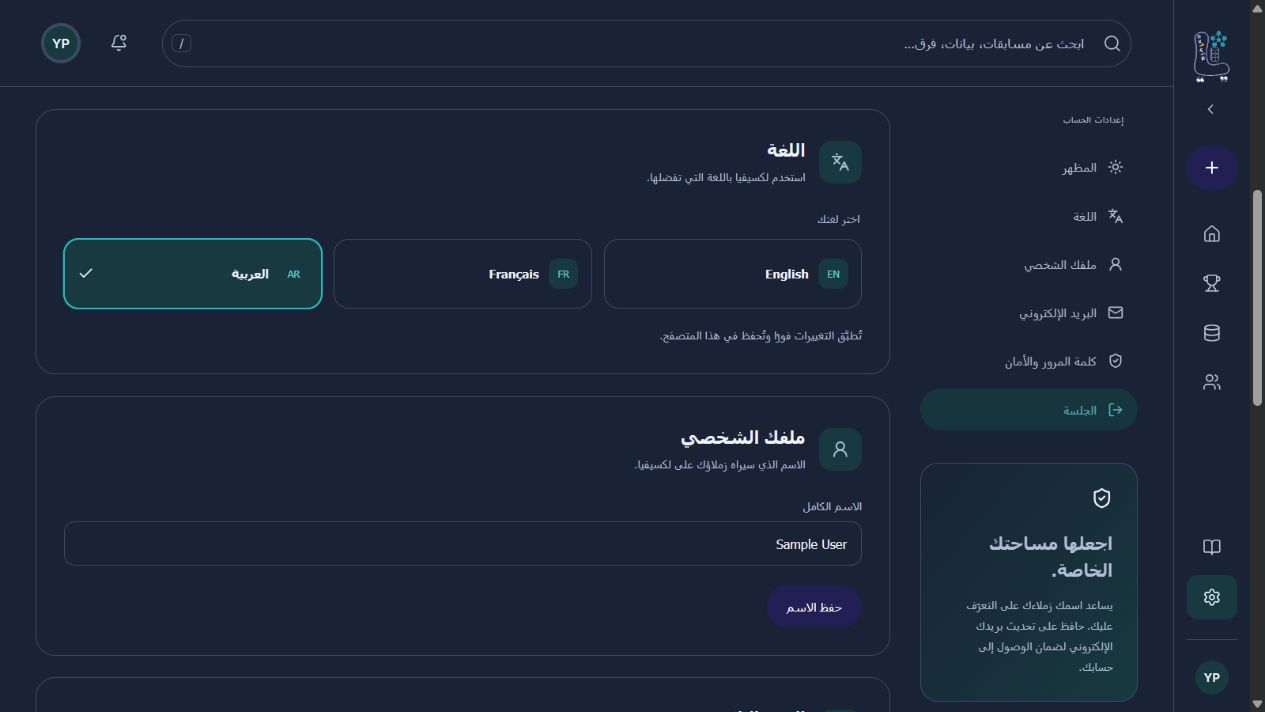 ابحث عن مسابقات، بيانات، فرق...
/
YP
إعدادات الحساب
المظهر
اللغة
ملفك الشخصي
البريد الإلكتروني
كلمة المرور والأمان
الجلسة
اجعلها مساحتك
الخاصة.
يساعد اسمك زملاءك على التعرّف
عليك. حافظ على تحديث بريدك
الإلكتروني لضمان الوصول إلى
حسابك.
اللغة
استخدم لكسيفيا باللغة التي تفضلها.
اختر لغتك
EN English
FR Français
AR العربية
تُطبَّق التغييرات فورًا وتُحفظ في هذا المتصفح.
ملفك الشخصي
الاسم الذي سيراه زملاؤك على لكسيفيا.
الاسم الكامل
Sample User
حفظ الاسم
YP